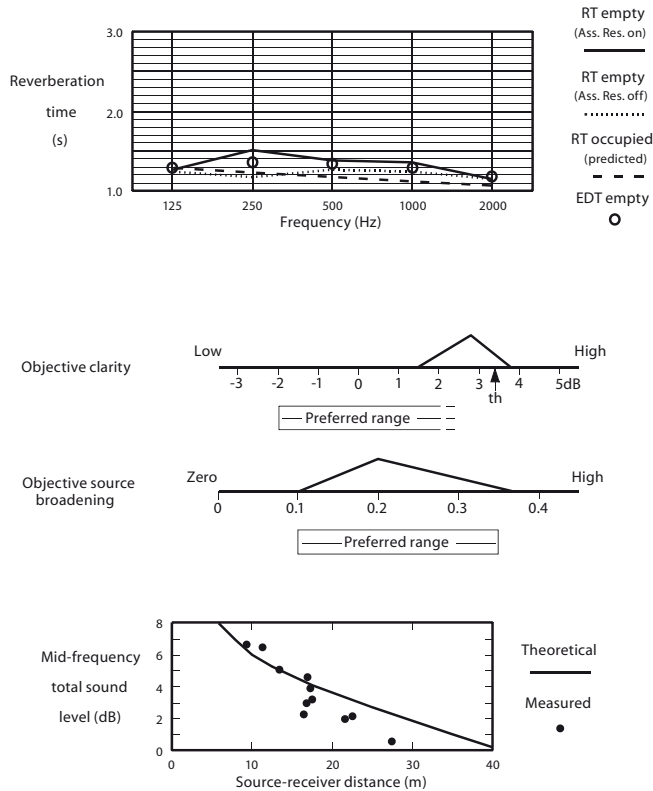 3.0
Reverberation
time
(s)
2.0
1.0
125 250 500 1000 2000
Frequency (Hz)
RT empty
(Ass. Res. on)
RT empty
(Ass. Res. off)
RT occupied
(predicted)
EDT empty
Objective clarity
Low High
-3 -2 -1 0 1 2 3 4 5dB
th
Preferred range
Objective source
broadening
Zero High
0 0.1 0.2 0.3 0.4
Preferred range
Mid-frequency
total sound
level (dB)
8
6
4
2
0
0 10 20 30 40
Source-receiver distance (m)
Theoretical
Measured